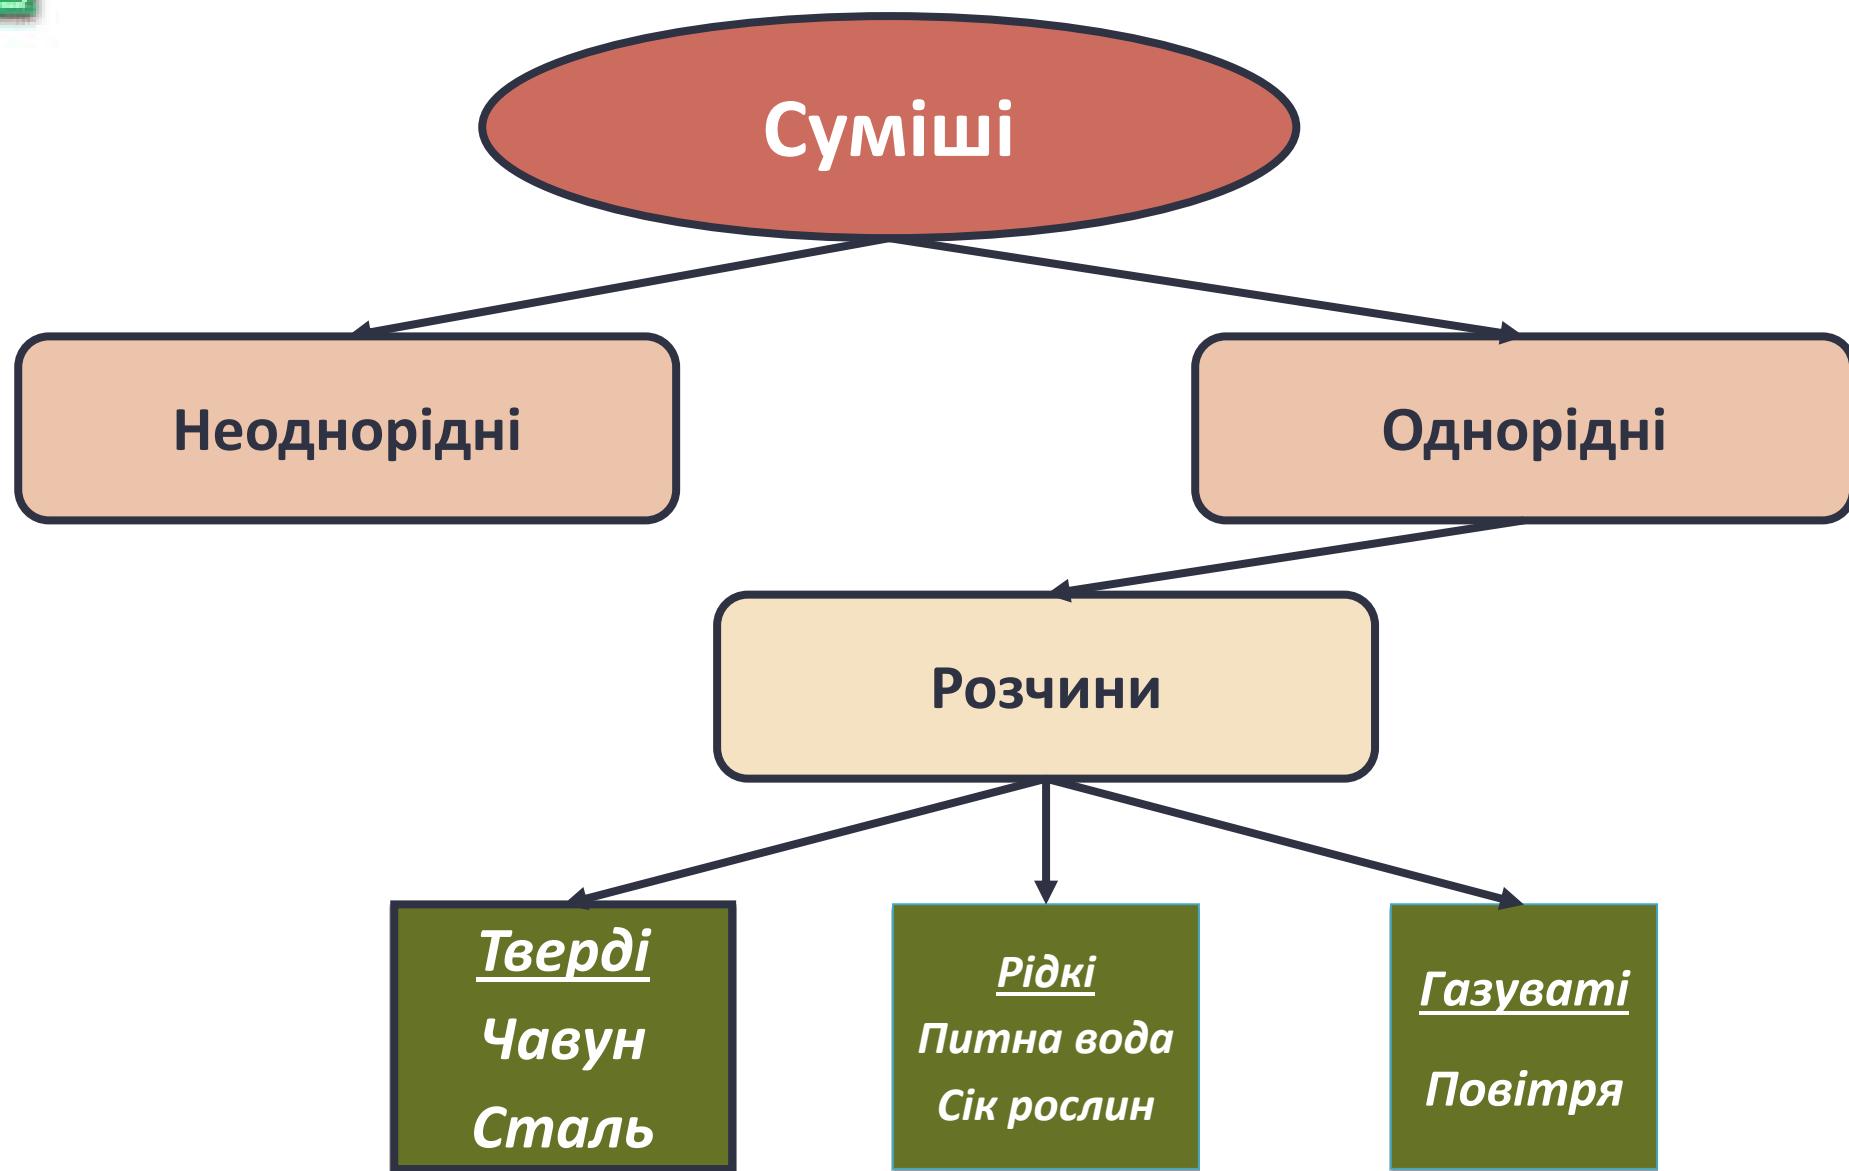 Суміші
Неоднорідні
Однорідні
Розчини
Тверді
Чавун
Сталь
Рідкі
Питна вода
Сік рослин
Газуваті
Повітря